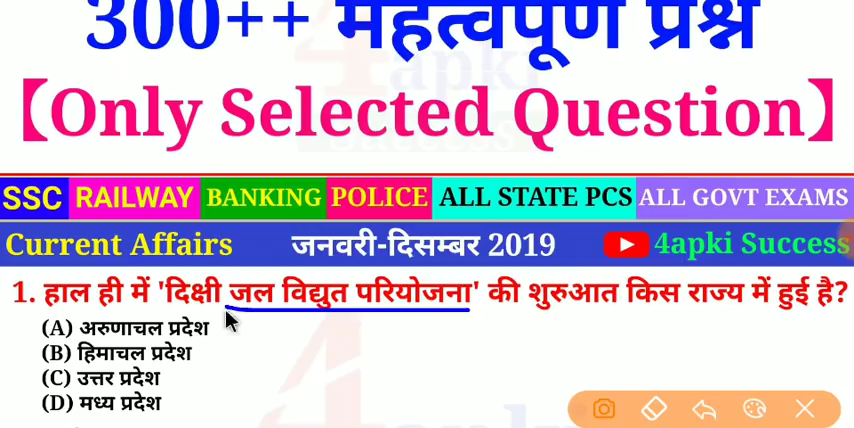 300++ महत्वपूर्ण प्रश्न
【Only Selected Question】
SSC RAILWAY BANKING POLICE ALL STATE PCS ALL GOVT EXAMS
Current Affairs जनवरी-दिसम्बर 2019 4apki Success
1. हाल ही में 'दिक्षी जल विद्युत परियोजना' की शुरुआत किस राज्य में हुई है?
(A) अरुणाचल प्रदेश
(B) हिमाचल प्रदेश
(C) उत्तर प्रदेश
(D) मध्य प्रदेश